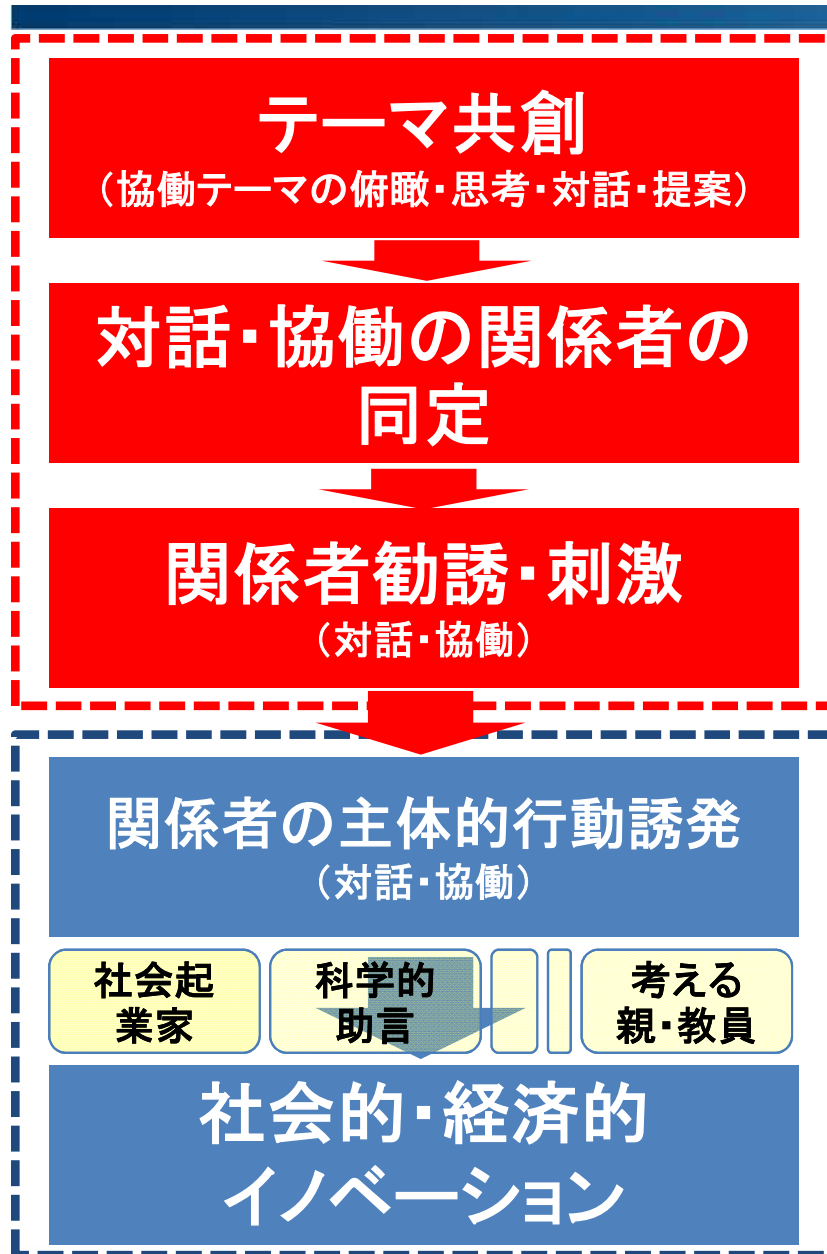 テーマ共創
（協働テーマの俯瞰・思考・対話・提案）
対話・協働の関係者の
同定
関係者勧誘・刺激
（対話・協働）
関係者の主体的行動誘発
（対話・協働）
社会起
業家
科学的
助言
考える
親・教員
社会的・経済的
イノベーション